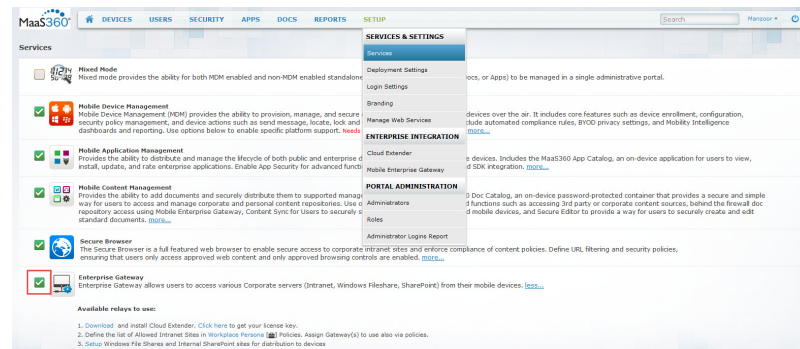 MaaS360
DEVICES USERS SECURITY APPS DOCS REPORTS SETUP
Search
Manzoor
Services
SERVICES & SETTINGS
Services
Deployment Settings
Login Settings
Branding
Manage Web Services
ENTERPRISE INTEGRATION
Cloud Extender
Mobile Enterprise Gateway
PORTAL ADMINISTRATION
Administrators
Roles
Administrator Logins Report
Mixed Mode
Mixed mode provides the ability for both MDM enabled and non-MDM enabled standalone ocs, or Apps) to be managed in a single administrative portal.
Mobile Device Management
Mobile Device Management (MDM) provides the ability to provision, manage, and secure devices over the air. It includes core features such as device enrollment, configuration,
security policy management, and device actions such as send message, locate, lock and clude automated compliance rules, BYOD privacy settings, and Mobility Intelligence
dashboards and reporting. Use options below to enable specific platform support. Needs more...
Mobile Application Management
Provides the ability to distribute and manage the lifecycle of both public and enterprise d e devices. Includes the MaaS360 App Catalog, an on-device application for users to view,
install, update, and rate enterprise applications. Enable App Security for advanced functi SDK integration. more...
Mobile Content Management
Provides the ability to add documents and securely distribute them to supported manag 0 Doc Catalog, an on-device password-protected container that provides a secure and simple
way for users to access and manage corporate and personal content repositories. Use o d functions such as accessing 3rd party or corporate content sources, behind the firewall doc
repository access using Mobile Enterprise Gateway, Content Sync for Users to securely s d mobile devices, and Secure Editor to provide a way for users to securely create and edit
standard documents. more...
Secure Browser
The Secure Browser is a full featured web browser to enable secure access to corporate intranet sites and enforce compliance of content policies. Define URL filtering and security policies,
ensuring that users only access approved web content and only approved browsing controls are enabled. more...
Enterprise Gateway
Enterprise Gateway allows users to access various Corporate servers (Intranet, Windows Fileshare, SharePoint) from their mobile devices. less...
Available relays to use:
1. Download and install Cloud Extender. Click here to get your license key.
2. Define the list of Allowed Intranet Sites in Workplace Persona [] Policies. Assign Gateway(s) to use also via policies.
3. Setup Windows File Shares and Internal SharePoint sites for distribution to devices